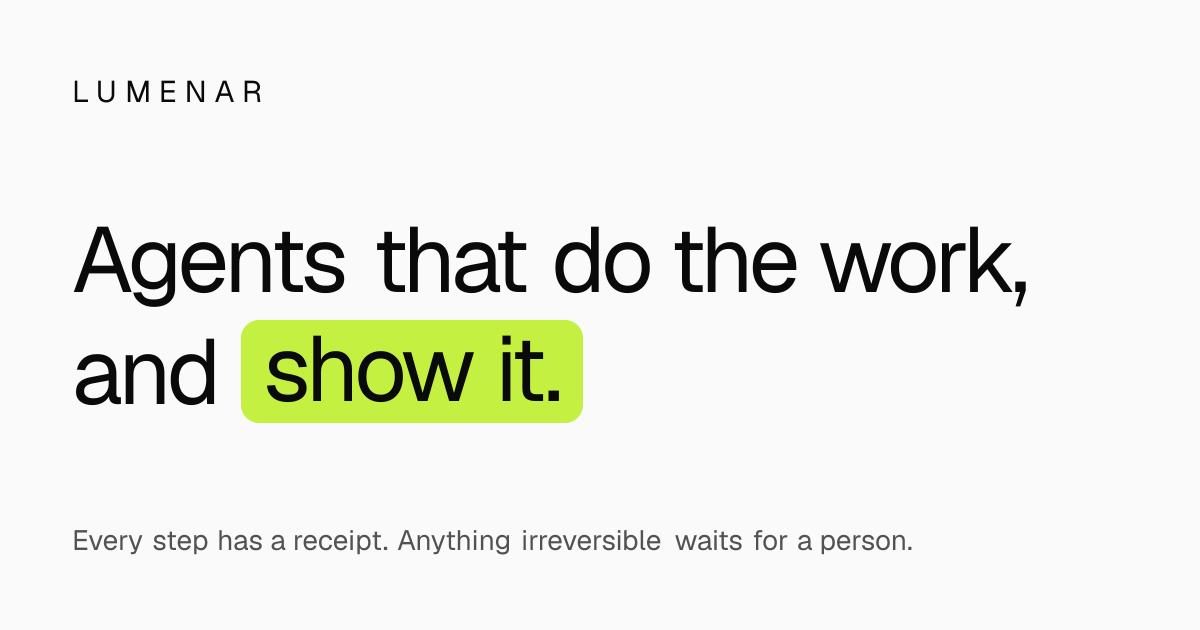 LUMENAR
Agents that do the work,
and show it.
Every step has a receipt. Anything irreversible waits for a person.